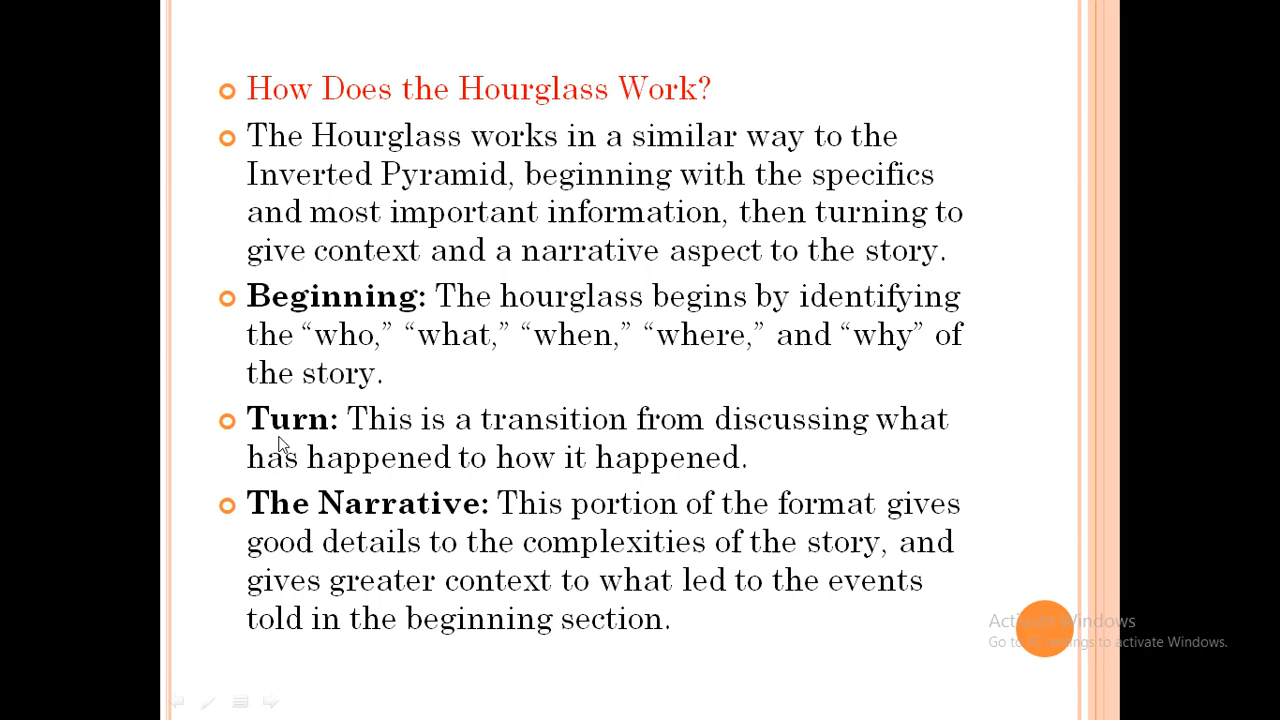 How Does the Hourglass Work?
The Hourglass works in a similar way to the
Inverted Pyramid, beginning with the specifics
and most important information, then turning to
give context and a narrative aspect to the story.
Beginning: The hourglass begins by identifying
the “who,” “what,” “when,” “where,” and “why” of
the story.
Turn: This is a transition from discussing what
has happened to how it happened.
The Narrative: This portion of the format gives
good details to the complexities of the story, and
gives greater context to what led to the events
told in the beginning section.
Activate Windows
Go to PC settings to activate Windows.